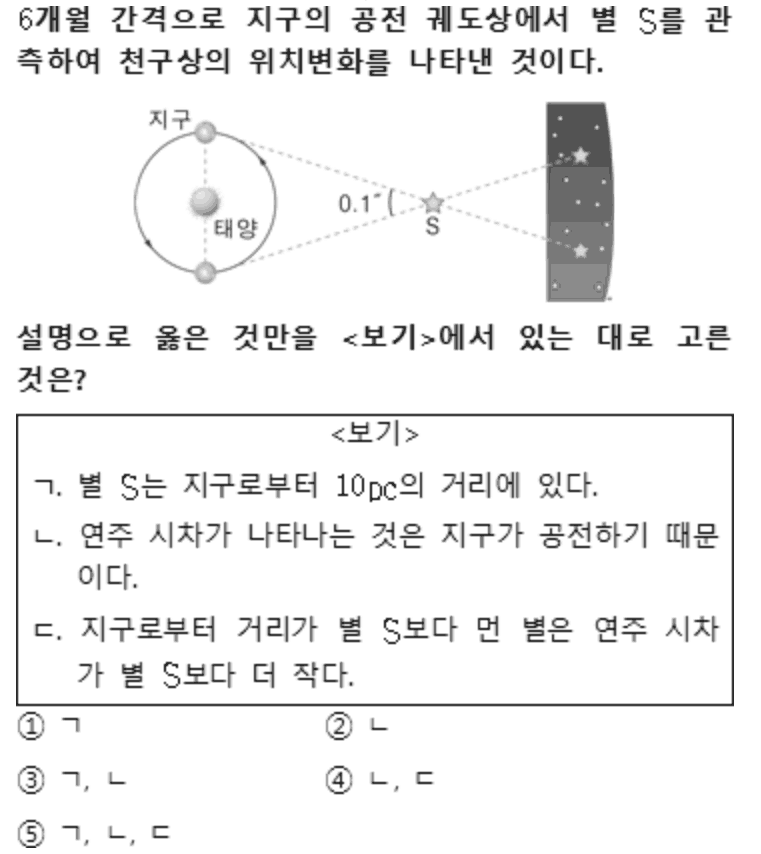 6개월 간격으로 지구의 공전 궤도상에서 별 S를 관
측하여 천구상의 위치변화를 나타낸 것이다.
지구
0.1″
태양
S
설명으로 옳은 것만을 <보기>에서 있는 대로 고른
것은?
<보기>
ㄱ. 별 S는 지구로부터 10pc의 거리에 있다.
ㄴ. 연주 시차가 나타나는 것은 지구가 공전하기 때문
이다.
ㄷ. 지구로부터 거리가 별 S보다 먼 별은 연주 시차
가 별 S보다 더 작다.
① ㄱ ② ㄴ
③ ㄱ, ㄴ ④ ㄴ, ㄷ
⑤ ㄱ, ㄴ, ㄷ